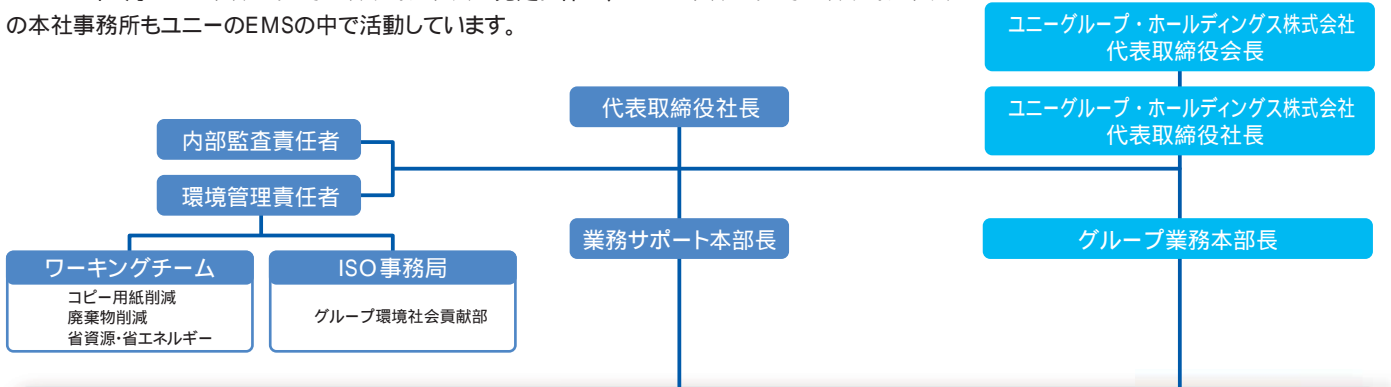 の本社事務所もユニーのEMSの中で活動しています。
ユニーグループ・ホールディングス株式会社
代表取締役会長
代表取締役社長
ユニーグループ・ホールディングス株式会社
代表取締役社長
内部監査責任者
環境管理責任者
業務サポート本部長
グループ業務本部長
ワーキングチーム
コピー用紙削減
廃棄物削減
省資源・省エネルギー
ISO事務局
グループ環境社会貢献部